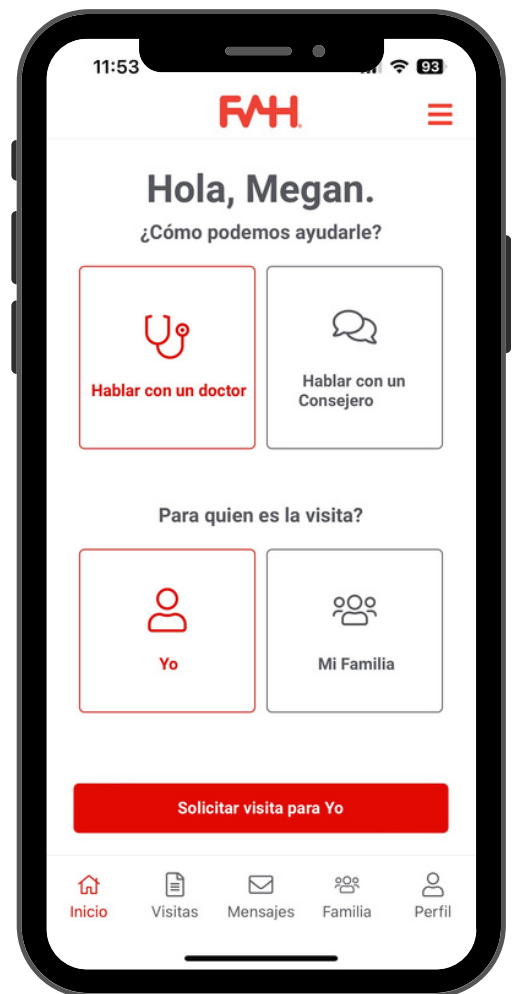 11:53
93
FAH
Hola, Megan.
¿Cómo podemos ayudarle?
Hablar con un doctor
Hablar con un
Consejero
Para quien es la visita?
Yo
Mi Familia
Solicitar visita para Yo
Inicio
Visitas
Mensajes
Familia
Perfil